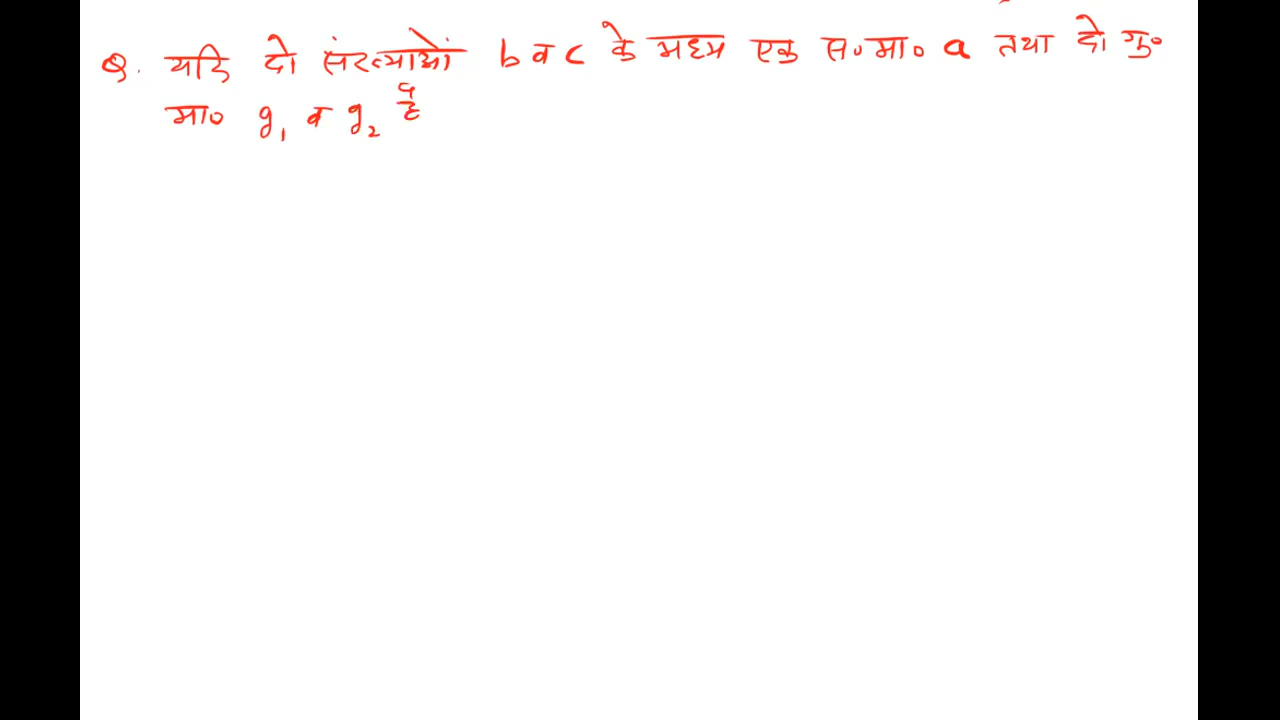 Q. यदि दो संख्याओं b व c के मध्य एक स॰ मा॰ a तथा दो गु॰
मा॰ g₁ व g₂ है